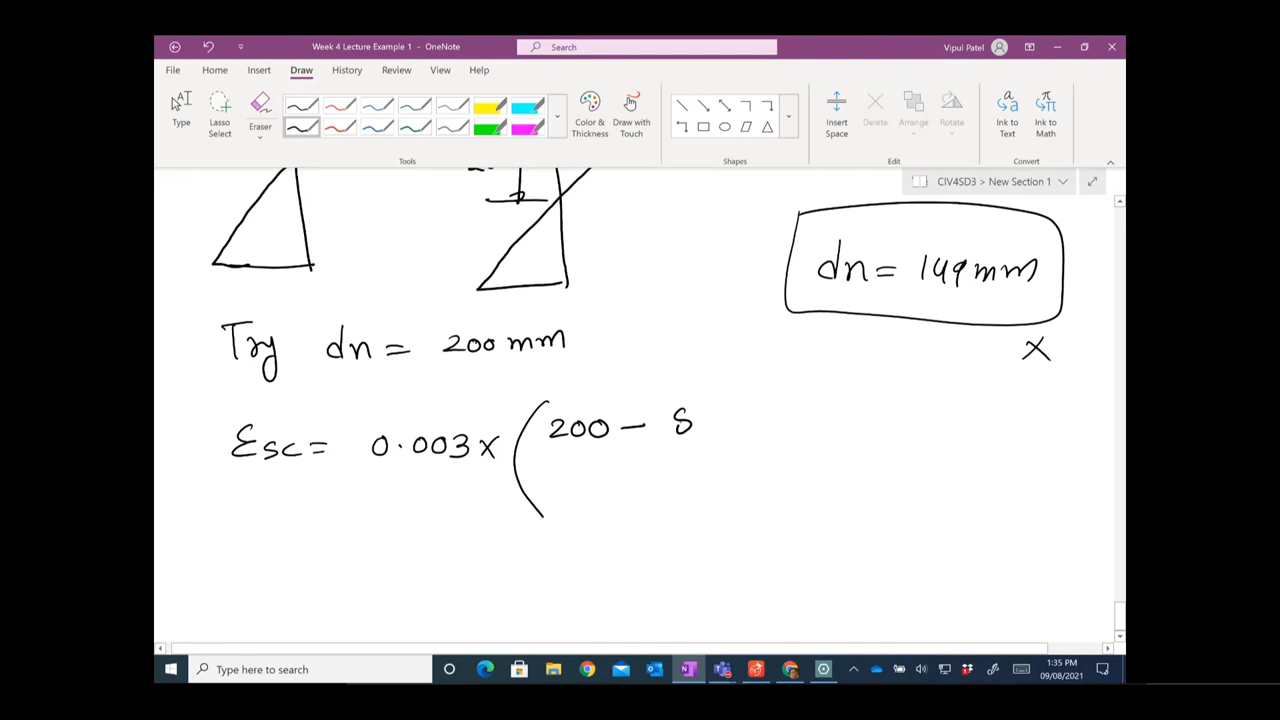 Week 4 Lecture Example 1 - OneNote
Search
Vipul Patel
File Home Insert Draw History Review View Help
Type
Lasso Select
Eraser
Color & Thickness
Draw with Touch
Insert Space
Delete
Arrange
Rotate
Ink to Text
Ink to Math
Tools
Shapes
Edit
Convert
CIV4SD3 > New Section 1
dn = 149mm
x
Try dn = 200 mm
Esc = 0.003 x ( 200 - 8
Type here to search
1:35 PM
09/08/2021